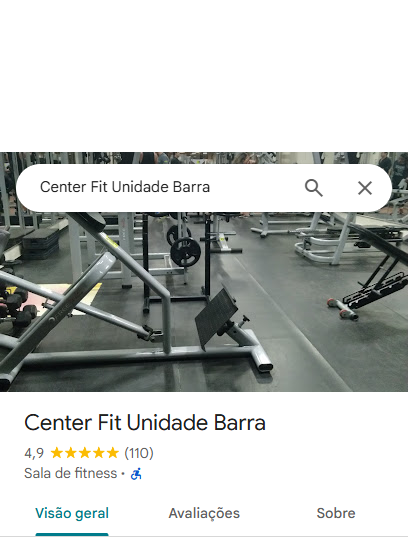 Center Fit Unidade Barra
Center Fit Unidade Barra
4,9 (110)
Sala de fitness ·
Visão geral Avaliações Sobre